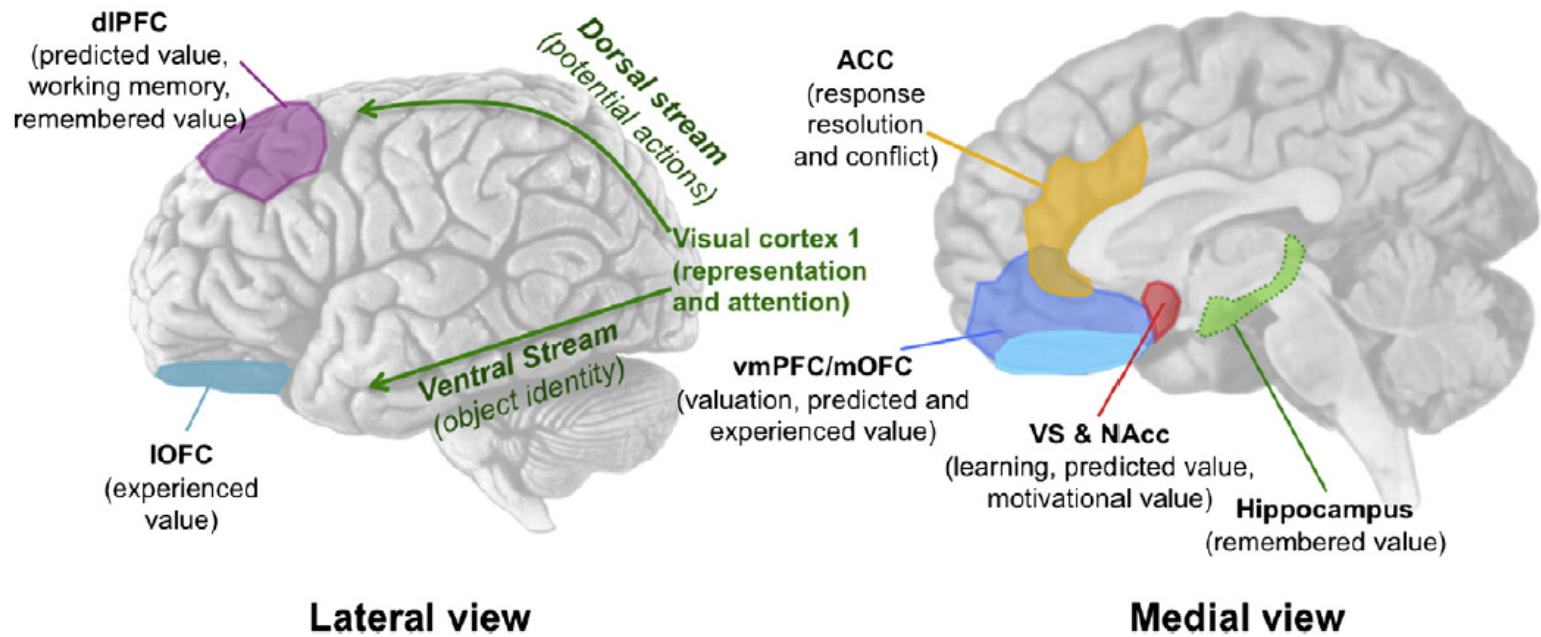 dlPFC
(predicted value,
working memory,
remembered value)
Dorsal stream
(potential actions)
Visual cortex 1
(representation
and attention)
Ventral Stream
(object identity)
lOFC
(experienced
value)
Lateral view
ACC
(response
resolution
and conflict)
vmPFC/mOFC
(valuation, predicted and
experienced value)
VS & NAcc
(learning, predicted value,
motivational value)
Hippocampus
(remembered value)
Medial view